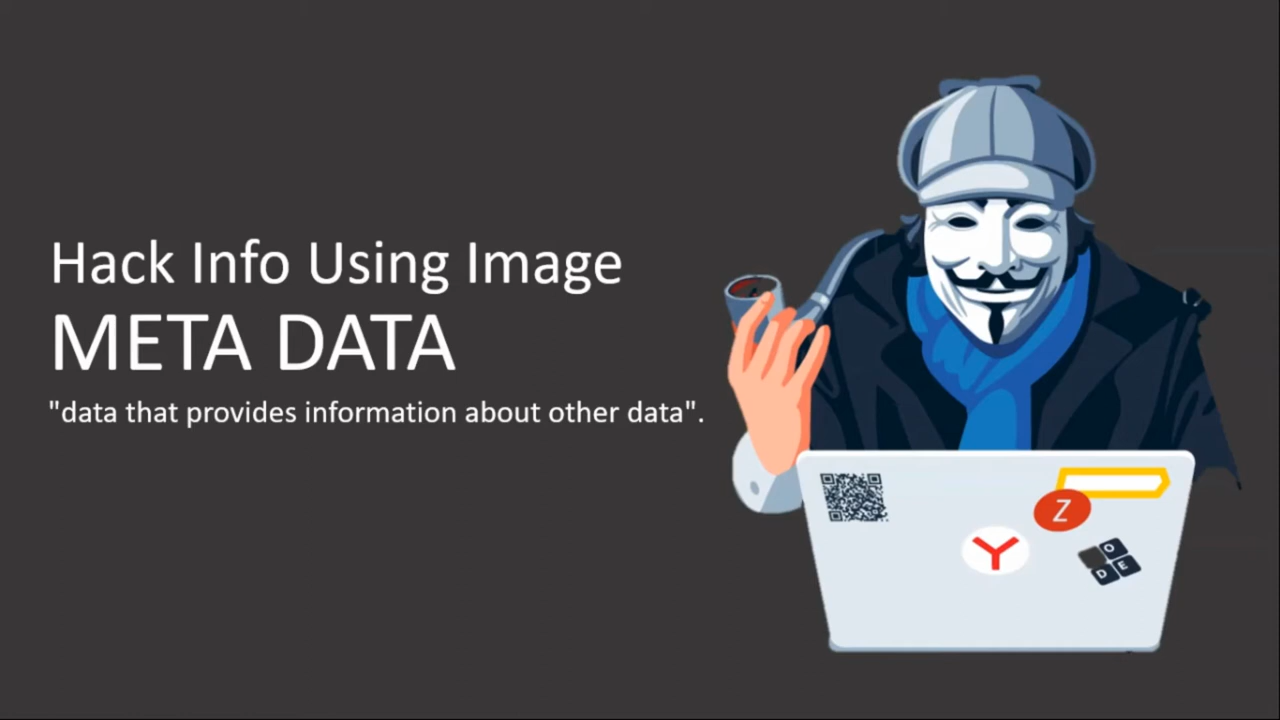 Hack Info Using Image
META DATA
"data that provides information about other data".
Z
Y
O
D E